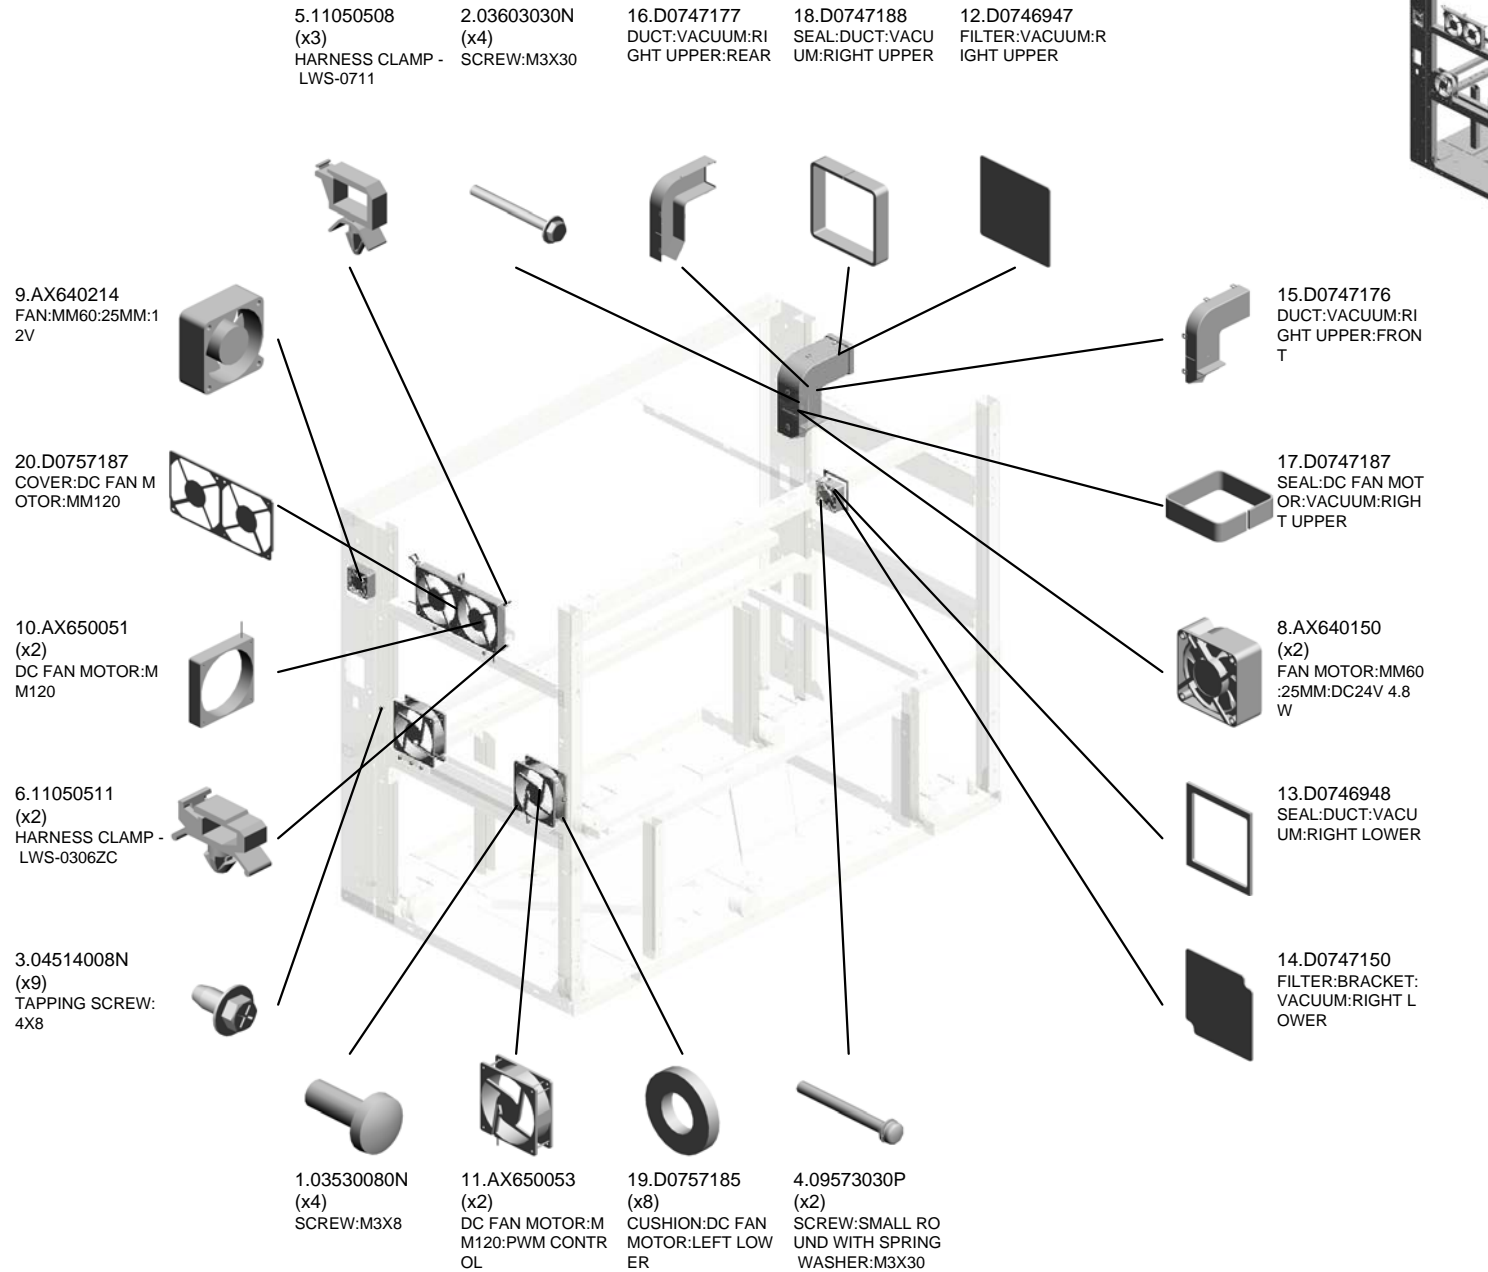 5.11050508
(x3)
HARNESS CLAMP -
LWS-0711
2.03603030N
(x4)
SCREW:M3X30
16.D0747177
DUCT:VACUUM:RI
GHT UPPER:REAR
18.D0747188
SEAL:DUCT:VACU
UM:RIGHT UPPER
12.D0746947
FILTER:VACUUM:R
IGHT UPPER
9.AX640214
FAN:MM60:25MM:1
2V
15.D0747176
DUCT:VACUUM:RI
GHT UPPER:FRON
T
20.D0757187
COVER:DC FAN M
OTOR:MM120
17.D0747187
SEAL:DC FAN MOT
OR:VACUUM:RIGH
T UPPER
10.AX650051
(x2)
DC FAN MOTOR:M
M120
8.AX640150
(x2)
FAN MOTOR:MM60
:25MM:DC24V 4.8
W
6.11050511
(x2)
HARNESS CLAMP -
LWS-0306ZC
13.D0746948
SEAL:DUCT:VACU
UM:RIGHT LOWER
3.04514008N
(x9)
TAPPING SCREW:
4X8
14.D0747150
FILTER:BRACKET:
VACUUM:RIGHT L
OWER
1.03530080N
(x4)
SCREW:M3X8
11.AX650053
(x2)
DC FAN MOTOR:M
M120:PWM CONTR
OL
19.D0757185
(x8)
CUSHION:DC FAN
MOTOR:LEFT LOW
ER
4.09573030P
(x2)
SCREW:SMALL RO
UND WITH SPRING
WASHER:M3X30